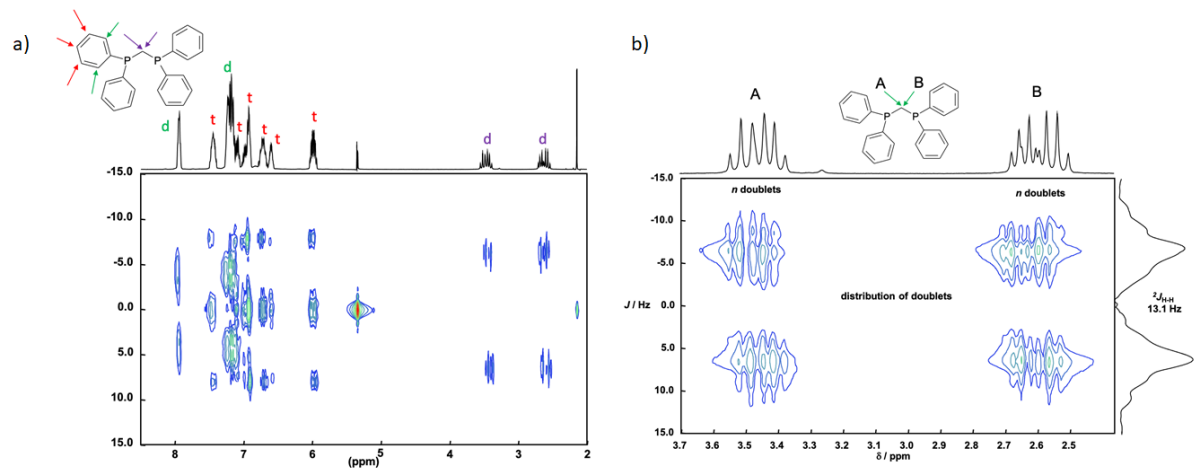 a)
P
P
d
d
t
t
t
t
t
d
d
-15.0
-10.0
-5.0
0.0
5.0
10.0
15.0
8
7
6
5
4
3
2
(ppm)
b)
A
A
B
B
P
P
-15.0
-10.0
-5.0
0.0
5.0
10.0
15.0
J / Hz
n doublets
n doublets
distribution of doublets
²J H-H
13.1 Hz
3.7
3.6
3.5
3.4
3.3
3.2
3.1
3.0
2.9
2.8
2.7
2.6
2.5
δ / ppm